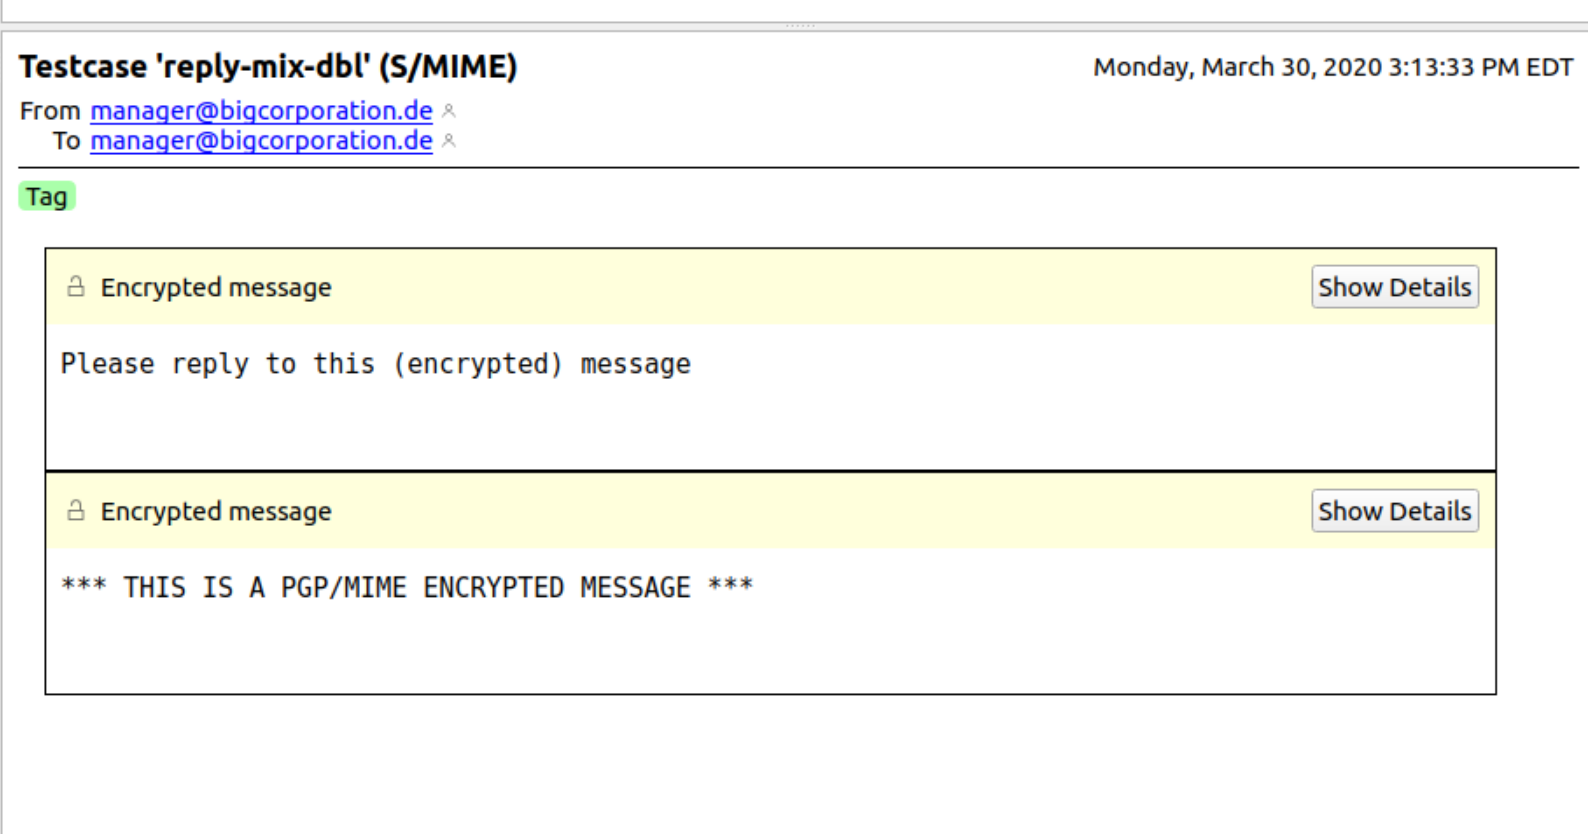 Testcase 'reply-mix-dbl' (S/MIME)
Monday, March 30, 2020 3:13:33 PM EDT
From manager@bigcorporation.de
To manager@bigcorporation.de
Tag
Encrypted message
Show Details
Please reply to this (encrypted) message
Encrypted message
Show Details
*** THIS IS A PGP/MIME ENCRYPTED MESSAGE ***